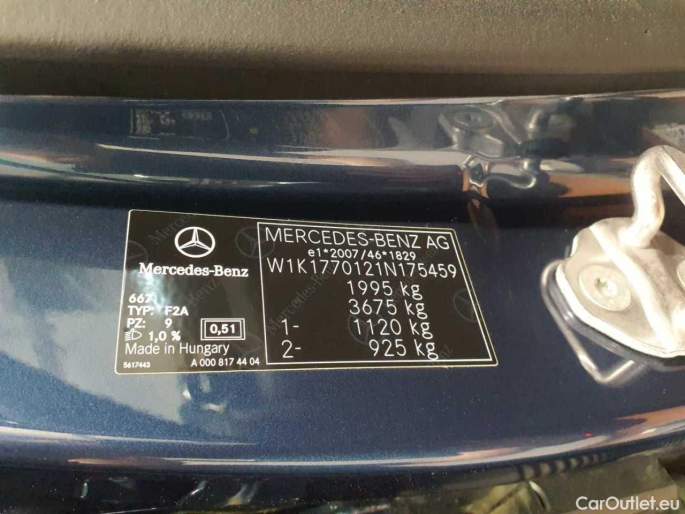 Mercedes-Benz
667
TYP: F2A
PZ: 9
1,0 %
0,51
Made in Hungary
5617443
A 000 817 44 04
MERCEDES-BENZ AG
e1*2007/46*1829
W1K1770121N175459
1995 kg
3675 kg
1- 1120 kg
2- 925 kg
CarOutlet.eu